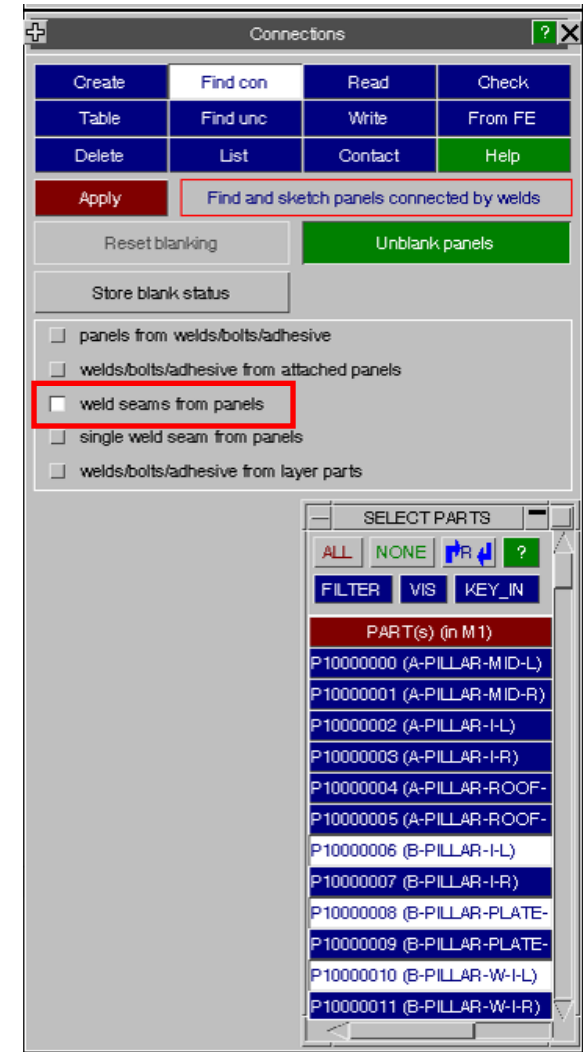 Connections ?
Create Find con Read Check
Table Find unc Write From FE
Delete List Contact Help
Apply Find and sketch panels connected by welds
Reset blanking Unblank panels
Store blank status
panels from welds/bolts/adhesive
welds/bolts/adhesive from attached panels
weld seams from panels
single weld seam from panels
welds/bolts/adhesive from layer parts
SELECT PARTS
ALL NONE R ?
FILTER VIS KEY_IN
PART(s) (in M1)
P10000000 (A-PILLAR-MID-L)
P10000001 (A-PILLAR-MID-R)
P10000002 (A-PILLAR-I-L)
P10000003 (A-PILLAR-I-R)
P10000004 (A-PILLAR-ROOF-
P10000005 (A-PILLAR-ROOF-
P10000006 (B-PILLAR-I-L)
P10000007 (B-PILLAR-I-R)
P10000008 (B-PILLAR-PLATE-
P10000009 (B-PILLAR-PLATE-
P10000010 (B-PILLAR-W-I-L)
P10000011 (B-PILLAR-W-I-R)